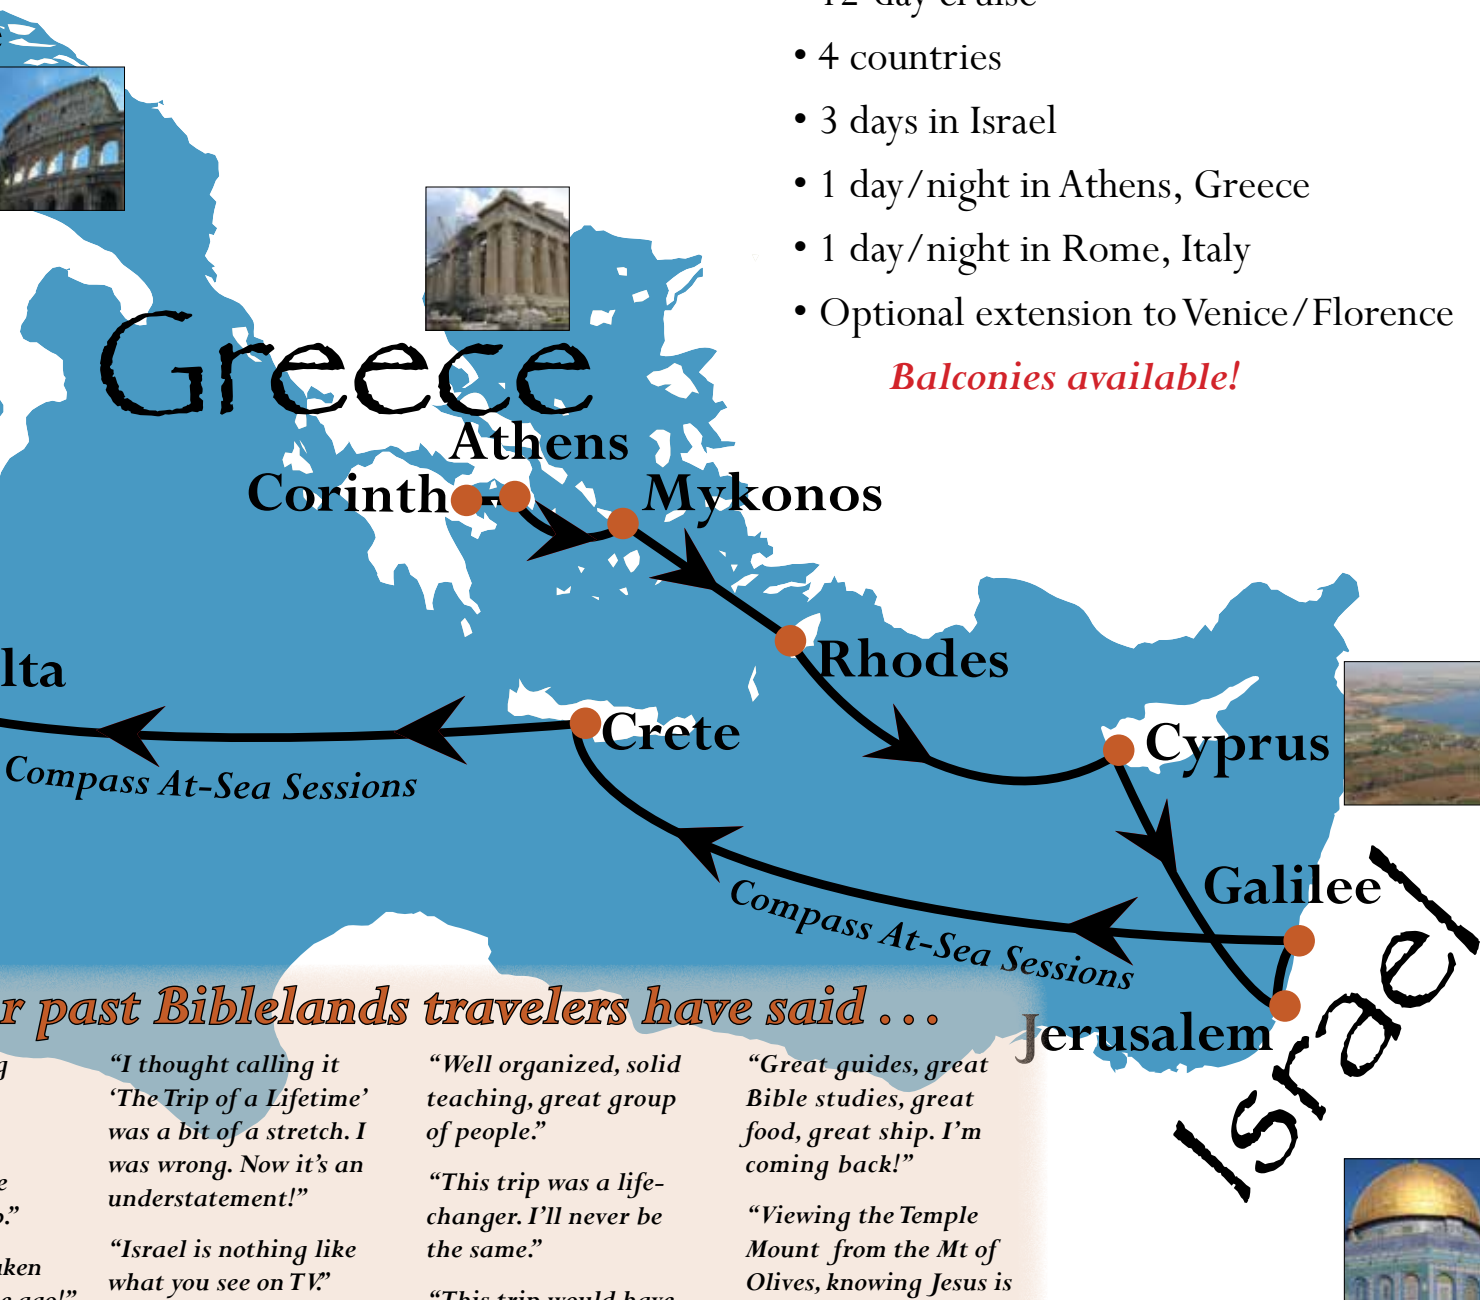 • 4 countries
• 3 days in Israel
• 1 day/night in Athens, Greece
• 1 day/night in Rome, Italy
• Optional extension to Venice/Florence
Balconies available!
Greece
Athens
Corinth
Mykonos
Rhodes
lta
Crete
Cyprus
Compass At-Sea Sessions
Galilee
Compass At-Sea Sessions
Jerusalem
Israel
r past Biblelands travelers have said . . .
“I thought calling it
‘The Trip of a Lifetime’
was a bit of a stretch. I
was wrong. Now it’s an
understatement!”
“Israel is nothing like
what you see on TV.”
“Well organized, solid
teaching, great group
of people.”
“This trip was a life-
changer. I’ll never be
the same.”
“This trip would have
“Great guides, great
Bible studies, great
food, great ship. I’m
coming back!”
“Viewing the Temple
Mount from the Mt of
Olives, knowing Jesus is